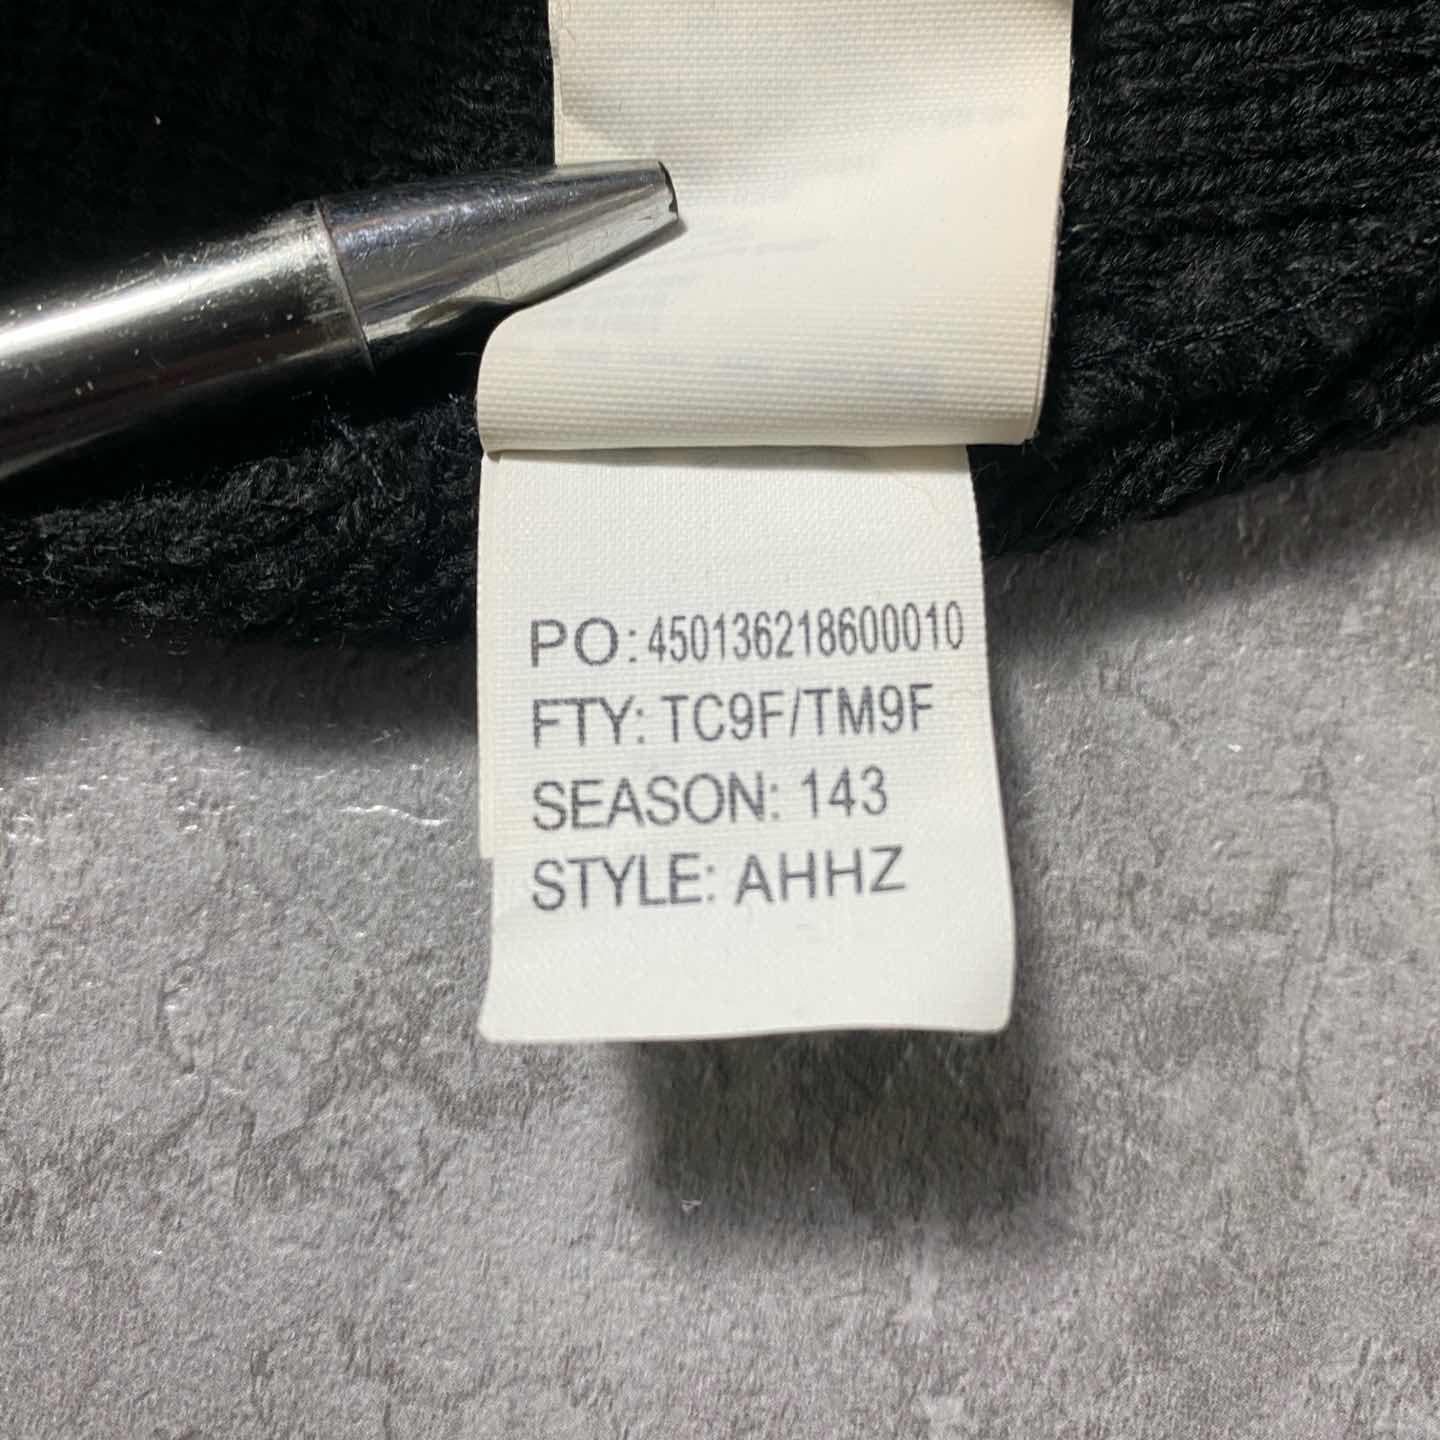 PO: 450136218600010
FTY: TC9F/TM9F
SEASON: 143
STYLE: AHHZ